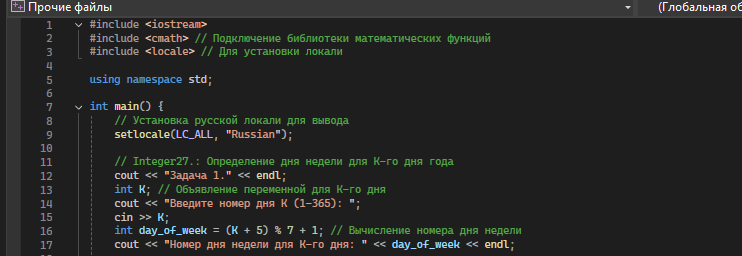 Прочие файлы (Глобальная об
1 #include <iostream>
2 #include <cmath> // Подключение библиотеки математических функций
3 #include <locale> // Для установки локали
4
5 using namespace std;
6
7 int main() {
8 // Установка русской локали для вывода
9 setlocale(LC_ALL, "Russian");
10
11 // Integer27.: Определение дня недели для K-го дня года
12 cout << "Задача 1." << endl;
13 int K; // Объявление переменной для K-го дня
14 cout << "Введите номер дня K (1-365): ";
15 cin >> K;
16 int day_of_week = (K + 5) % 7 + 1; // Вычисление номера дня недели
17 cout << "Номер дня недели для K-го дня: " << day_of_week << endl;